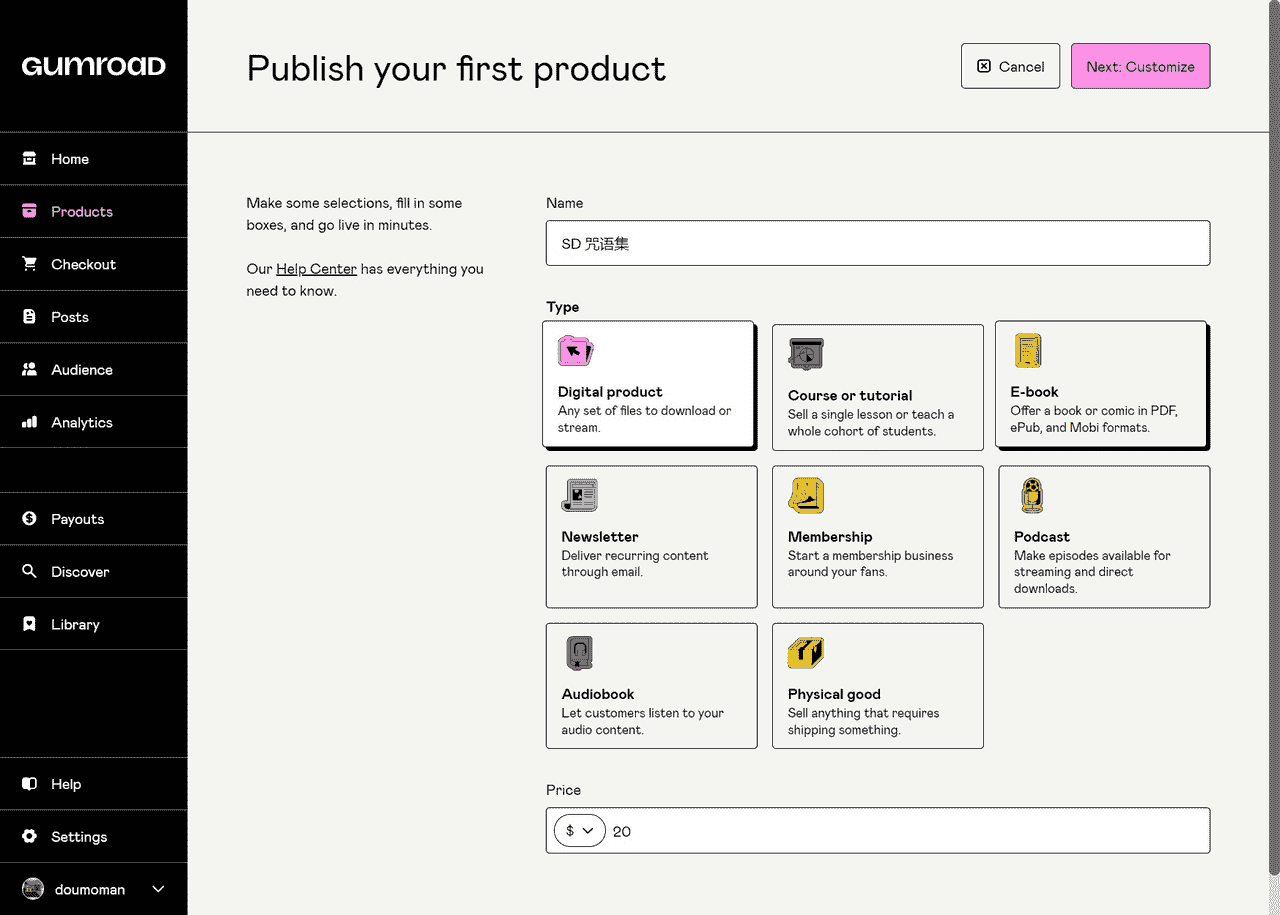 GUMROAD
Home
Products
Checkout
Posts
Audience
Analytics
Payouts
Discover
Library
Help
Settings
doumoman
Publish your first product
Cancel
Next: Customize
Make some selections, fill in some
boxes, and go live in minutes.
Our Help Center has everything you
need to know.
Name
SD 咒语集
Type
Digital product
Any set of files to download or
stream.
Course or tutorial
Sell a single lesson or teach a
whole cohort of students.
E-book
Offer a book or comic in PDF,
ePub, and Mobi formats.
Newsletter
Deliver recurring content
through email.
Membership
Start a membership business
around your fans.
Podcast
Make episodes available for
streaming and direct
downloads.
Audiobook
Let customers listen to your
audio content.
Physical good
Sell anything that requires
shipping something.
Price
$ 20